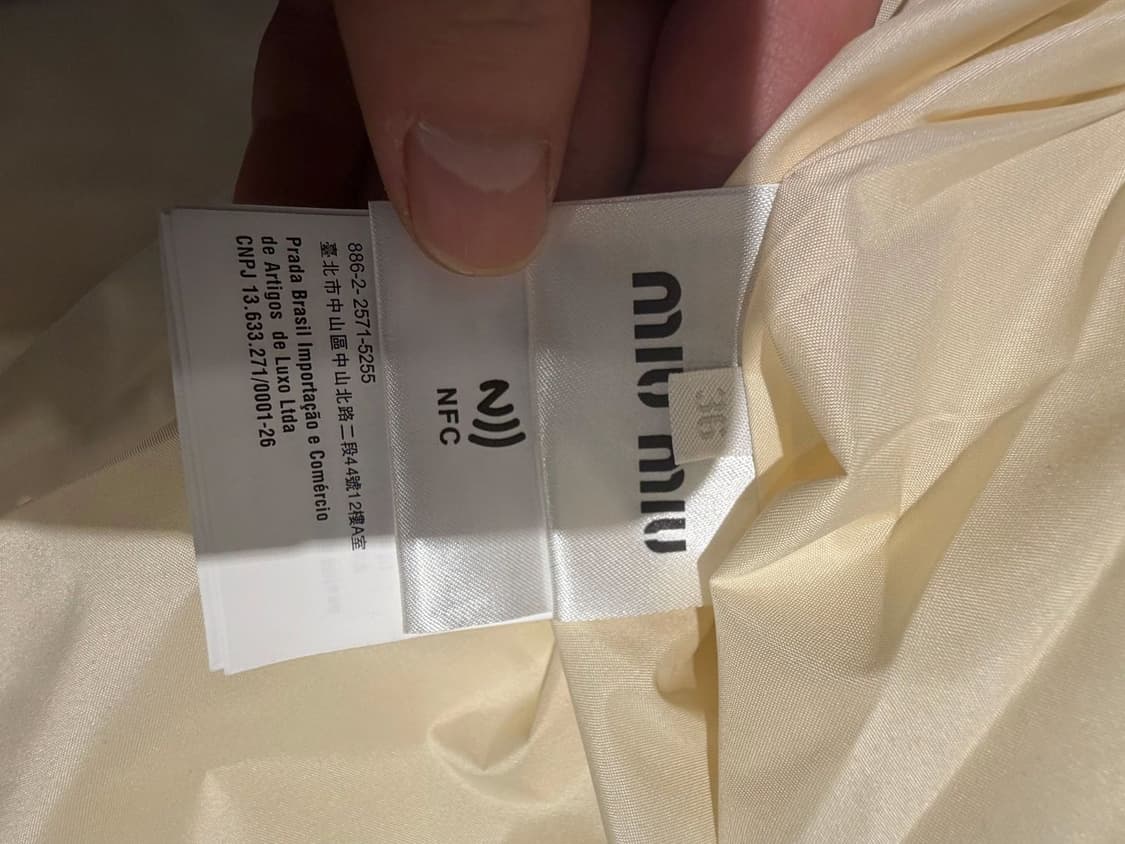 miu miu
36
NFC
886-2- 2571-5255
臺北市中山區中山北路二段44號12樓A室
Prada Brasil Importação e Comércio
de Artigos de Luxo Ltda
CNPJ 13.633.271/0001-26